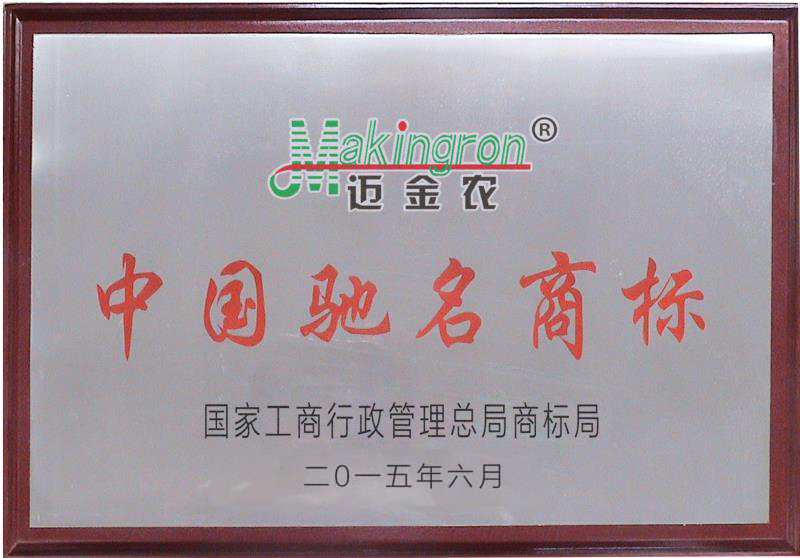 Makingron®
迈金农
中国驰名商标
国家工商行政管理总局商标局
二〇一五年六月